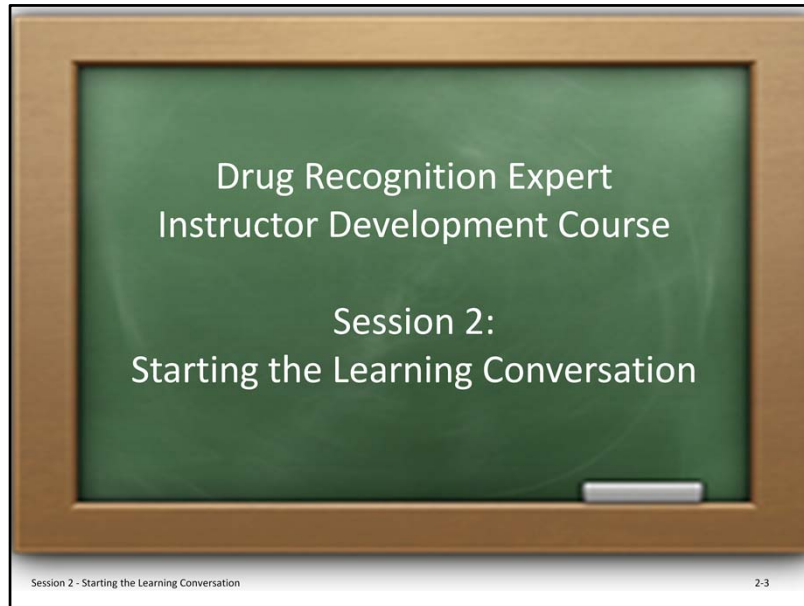 Drug Recognition Expert
Instructor Development Course
Session 2:
Starting the Learning Conversation
Session 2 - Starting the Learning Conversation
2-3